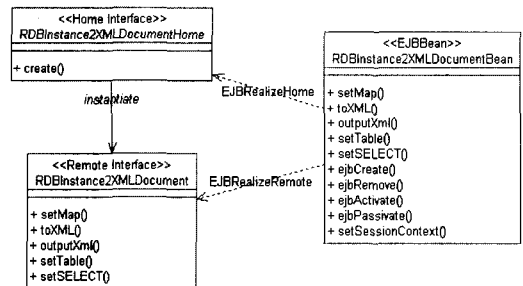 <<Home Interface>>
RDBInstance2XMLDocumentHome
+ create()
instantiate
<<Remote Interface>>
RDBInstance2XMLDocument
+ setMap()
+ toXML()
+ outputXml()
+ setTable()
+ setSELECT()
EJBRealizeHome
EJBRealizeRemote
<<EJBBean>>
RDBInstance2XMLDocumentBean
+ setMap()
+ toXML()
+ outputXml()
+ setTable()
+ setSELECT()
+ ejbCreate()
+ ejbRemove()
+ ejbActivate()
+ ejbPassivate()
+ setSessionContext()